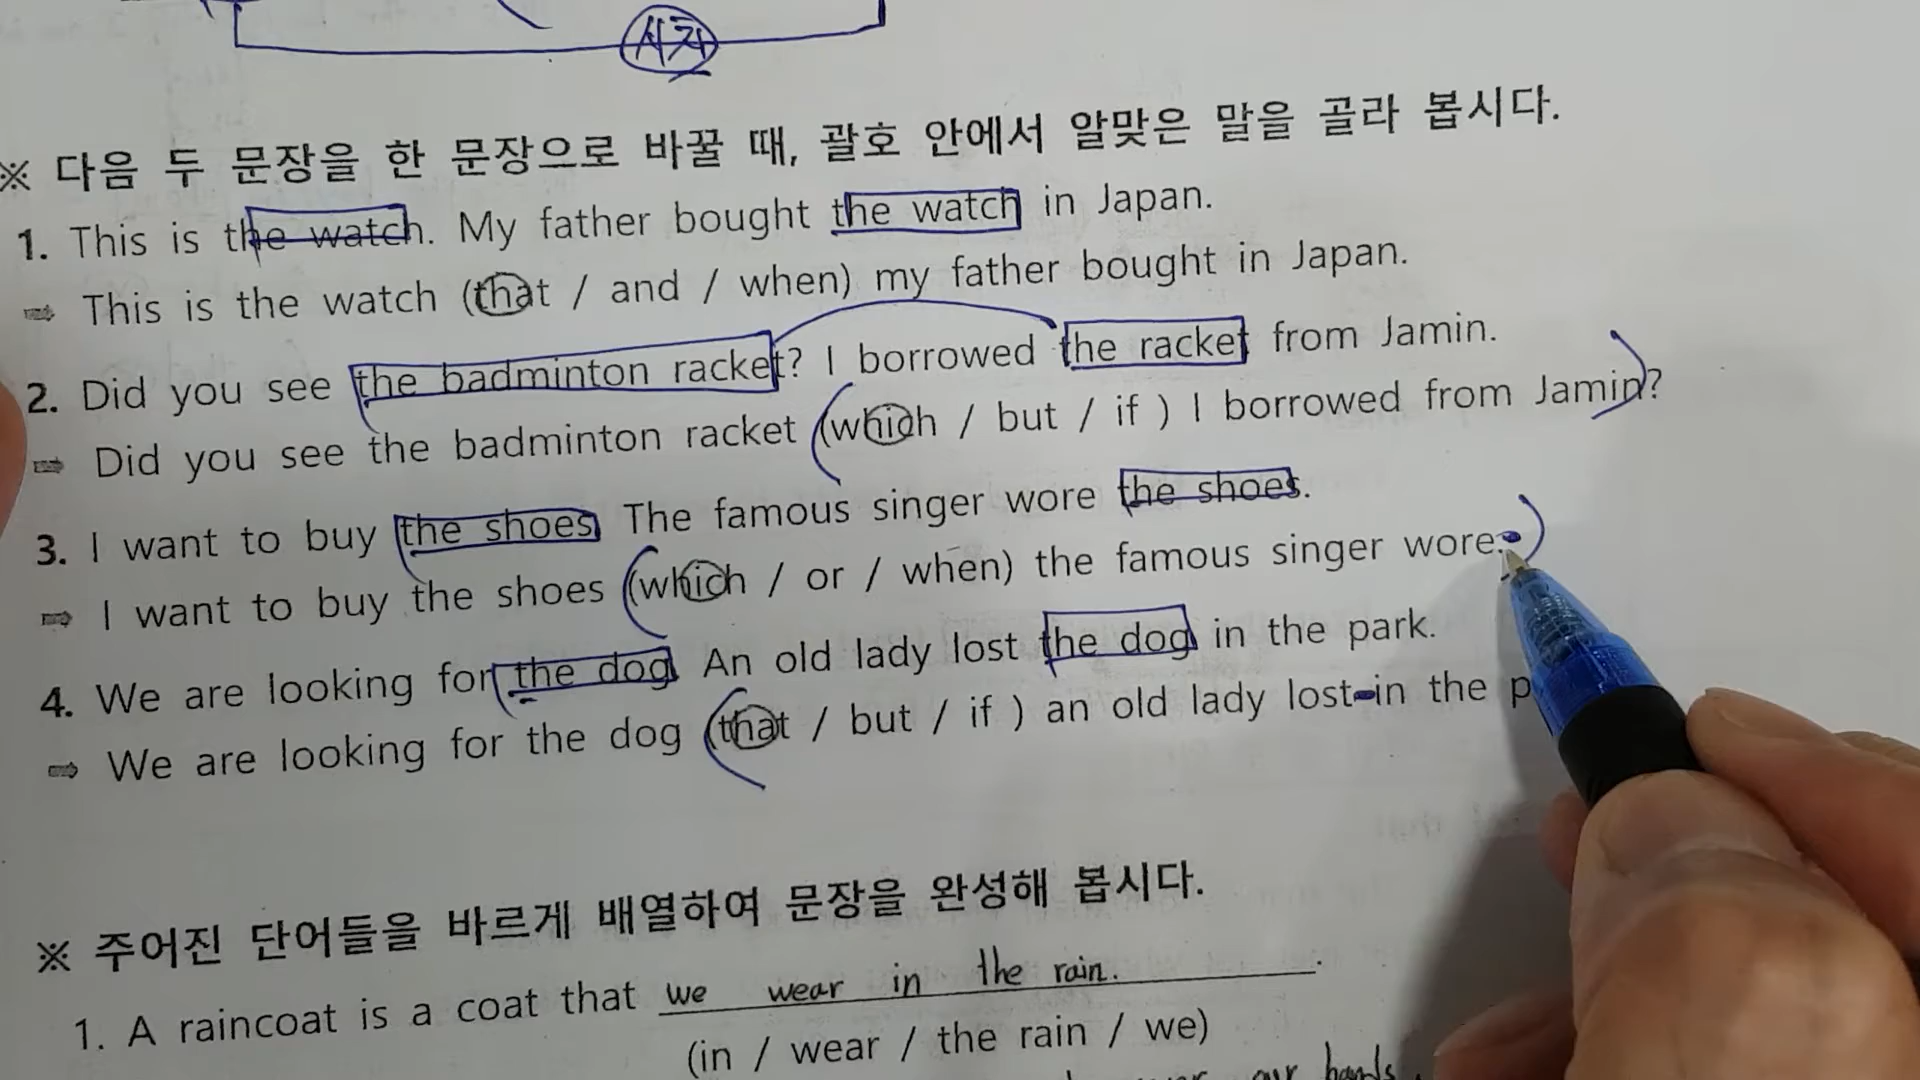 시차
※ 다음 두 문장을 한 문장으로 바꿀 때, 괄호 안에서 알맞은 말을 골라 봅시다.
1. This is the watch. My father bought the watch in Japan.
⇨ This is the watch (that / and / when) my father bought in Japan.
2. Did you see the badminton racket? I borrowed the racket from Jamin.
⇨ Did you see the badminton racket (which / but / if ) I borrowed from Jamin?
3. I want to buy the shoes. The famous singer wore the shoes.
⇨ I want to buy the shoes (which / or / when) the famous singer wore.
4. We are looking for the dog. An old lady lost the dog in the park.
⇨ We are looking for the dog (that / but / if ) an old lady lost in the p
※ 주어진 단어들을 바르게 배열하여 문장을 완성해 봅시다.
1. A raincoat is a coat that we wear in the rain.
(in / wear / the rain / we)
our hands.